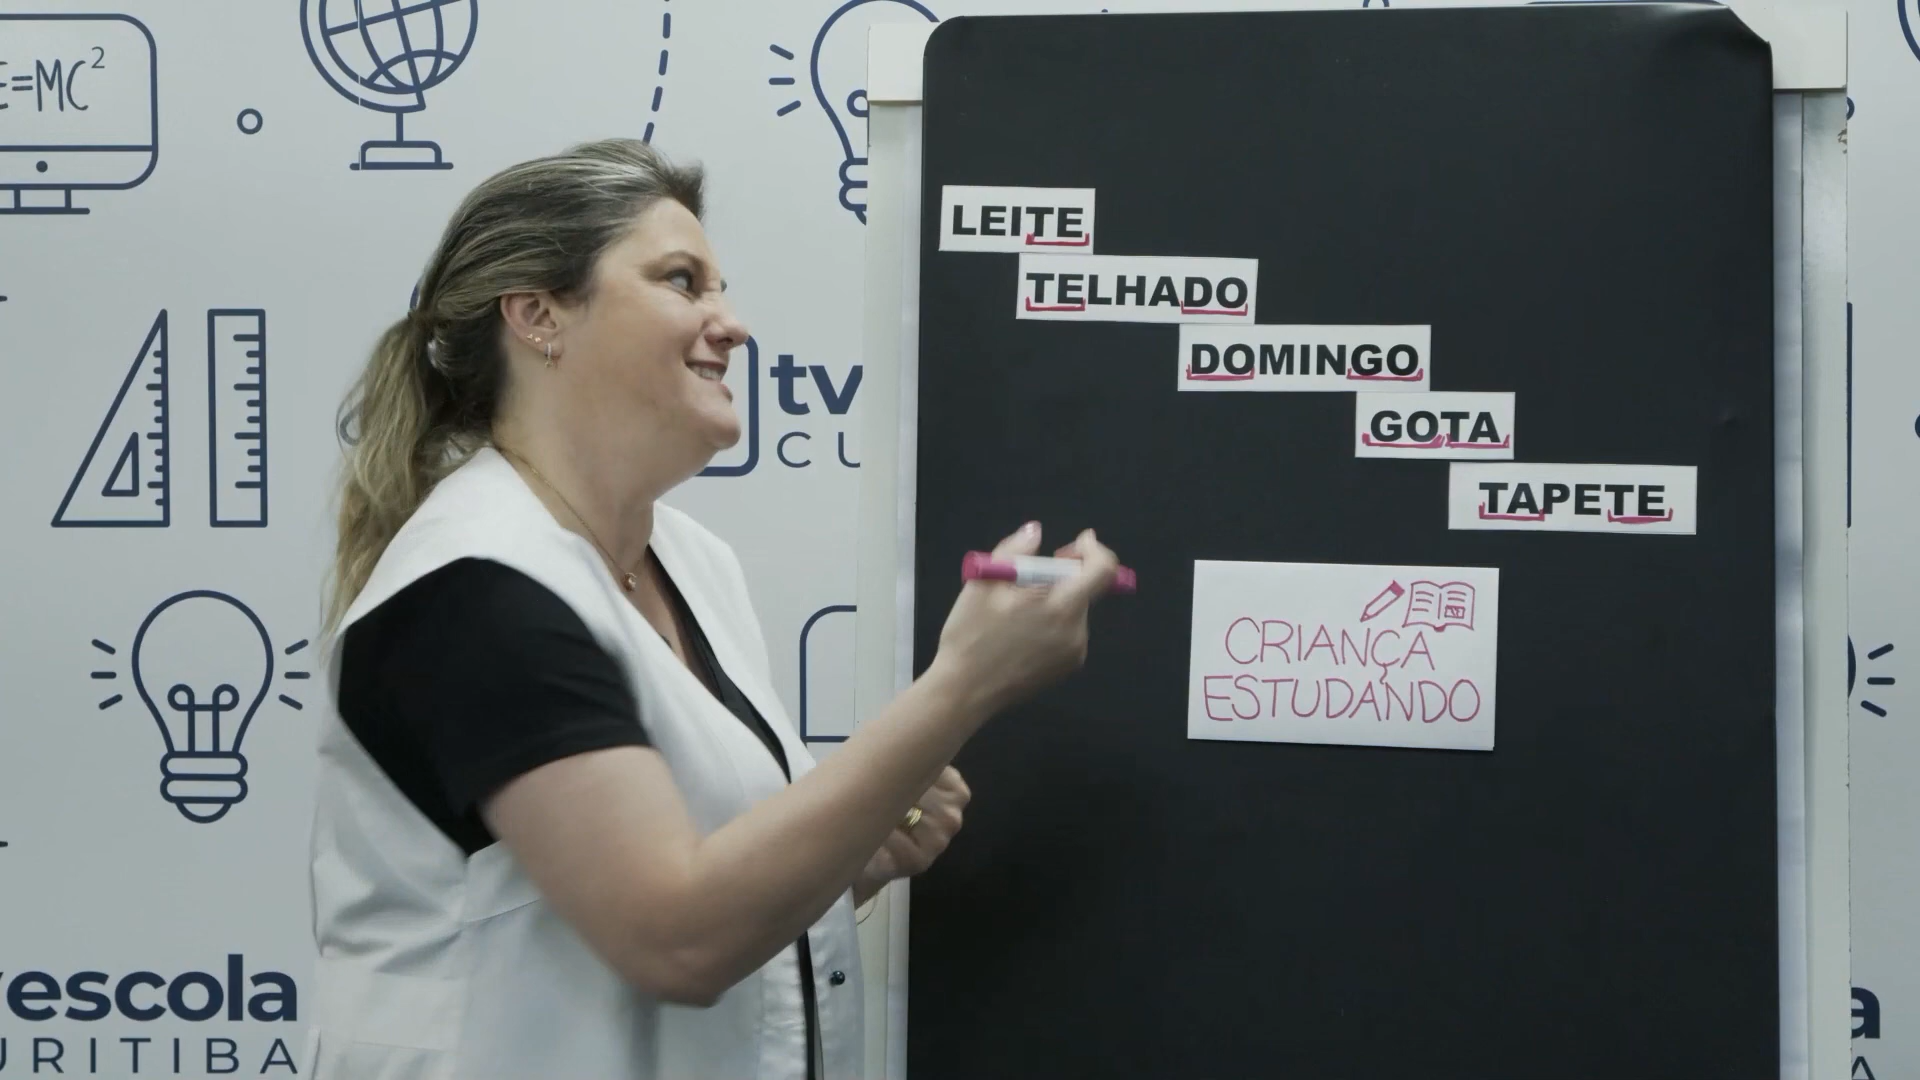 E=MC²
LEITE
TELHADO
DOMINGO
GOTA
TAPETE
CRIANÇA
ESTUDANDO
tv
CU
escola
URITIBA
a
A